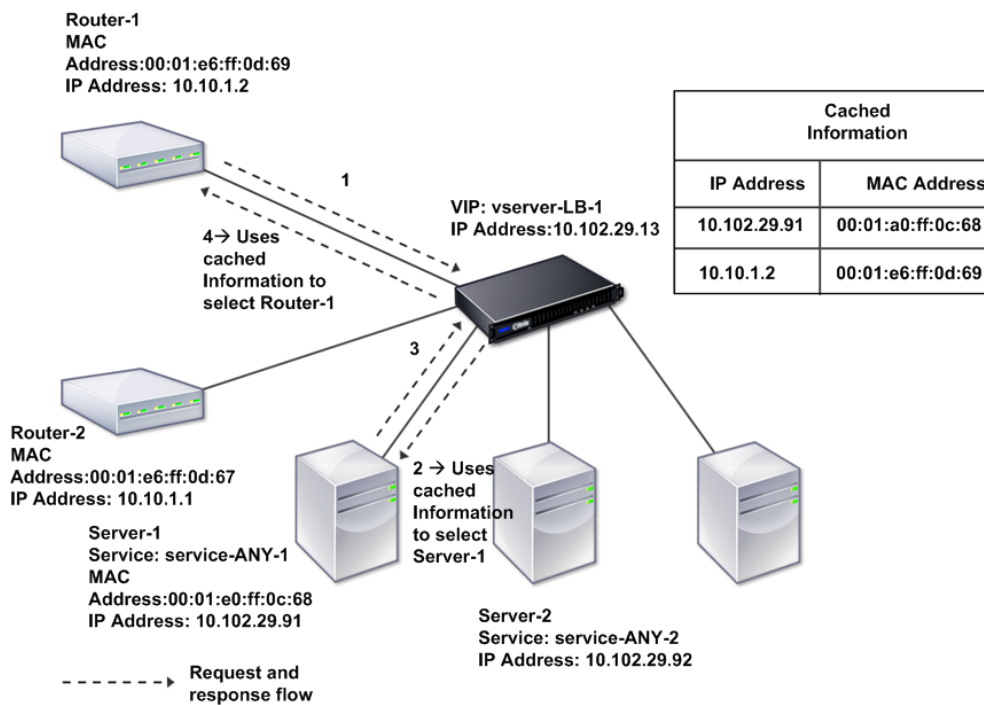 Router-1
MAC
Address:00:01:e6:ff:0d:69
IP Address: 10.10.1.2
1
4→ Uses
cached
Information to
select Router-1
VIP: vserver-LB-1
IP Address:10.102.29.13
Cached
Information
IP Address
MAC Address
10.102.29.91
00:01:a0:ff:0c:68
10.10.1.2
00:01:e6:ff:0d:69
Citrix
3
Router-2
MAC
Address:00:01:e6:ff:0d:67
IP Address: 10.10.1.1
2 → Uses
cached
Information
to select
Server-1
Server-1
Service: service-ANY-1
MAC
Address:00:01:e0:ff:0c:68
IP Address: 10.102.29.91
Server-2
Service: service-ANY-2
IP Address: 10.102.29.92
Request and
response flow